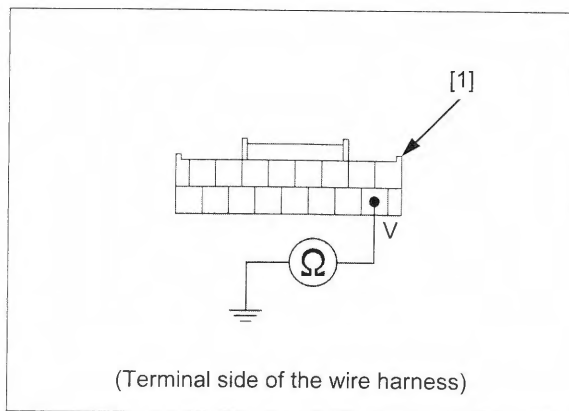 [1]
V
Ω
(Terminal side of the wire harness)